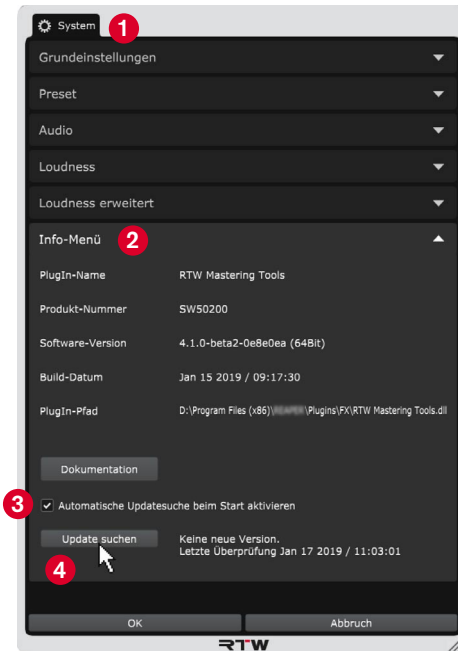 System 1
Grundeinstellungen
Preset
Audio
Loudness
Loudness erweitert
Info-Menü 2
PlugIn-Name RTW Mastering Tools
Produkt-Nummer SW50200
Software-Version 4.1.0-beta2-0e8e0ea (64Bit)
Build-Datum Jan 15 2019 / 09:17:30
PlugIn-Pfad D:\Program Files (x86)\ \Plugins\FX\RTW Mastering Tools.dll
Dokumentation
3 Automatische Updatesuche beim Start aktivieren
Update suchen Keine neue Version.
Letzte Überprüfung Jan 17 2019 / 11:03:01
4
OK Abbruch
RTW